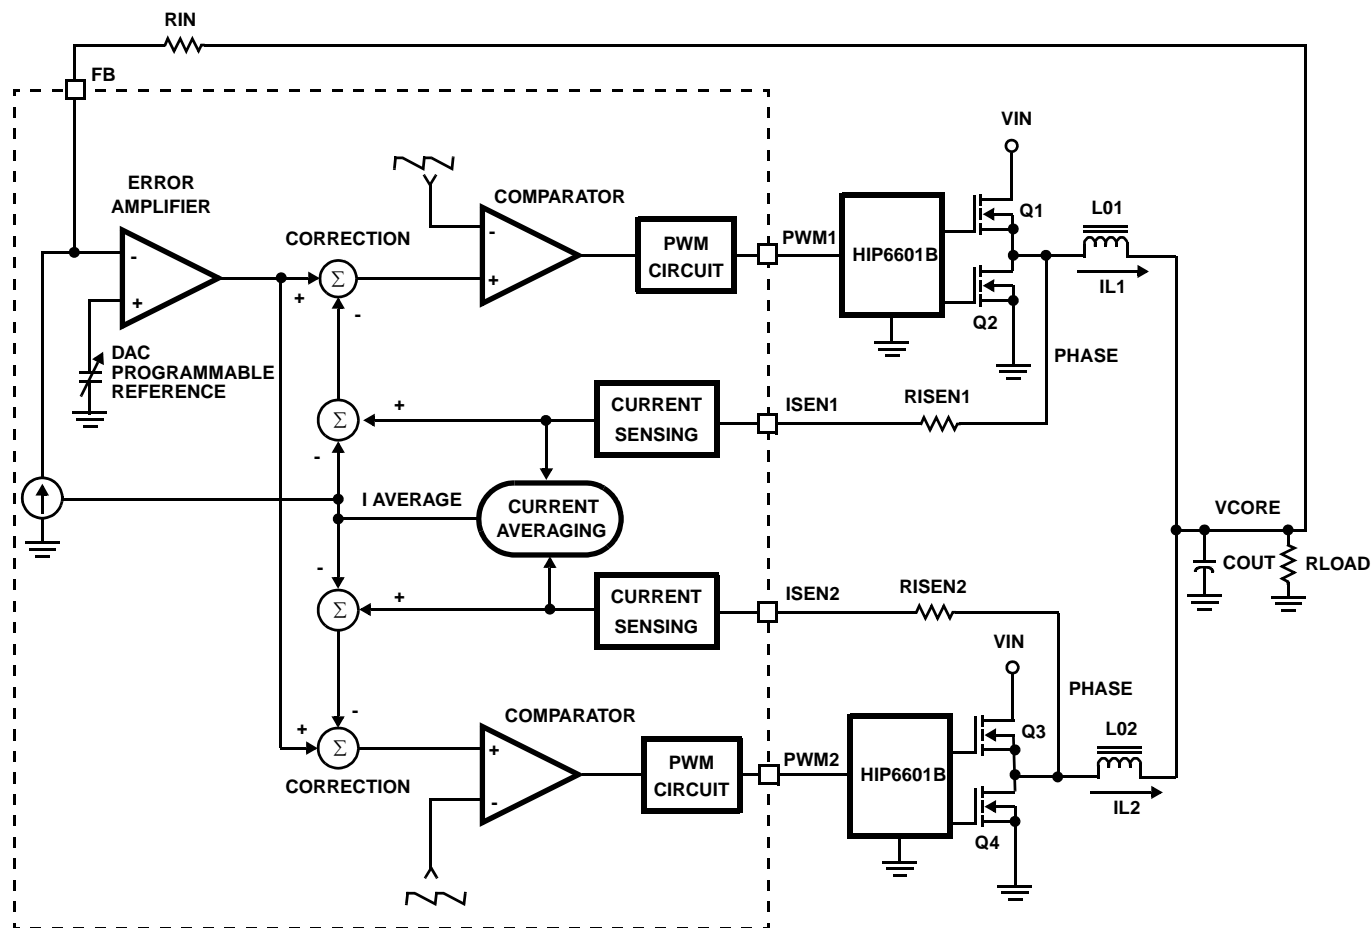 RIN
FB
VIN
ERROR
AMPLIFIER
-
+
DAC
PROGRAMMABLE
REFERENCE
CORRECTION
+
Σ
-
COMPARATOR
-
+
PWM
CIRCUIT
PWM1
HIP6601B
Q1
Q2
L01
IL1
PHASE
Σ
+
-
CURRENT
SENSING
ISEN1
RISEN1
I AVERAGE
CURRENT
AVERAGING
VCORE
COUT
RLOAD
-
Σ
+
CURRENT
SENSING
ISEN2
RISEN2
VIN
PHASE
+
-
Σ
CORRECTION
COMPARATOR
+
-
PWM
CIRCUIT
PWM2
HIP6601B
Q3
Q4
L02
IL2